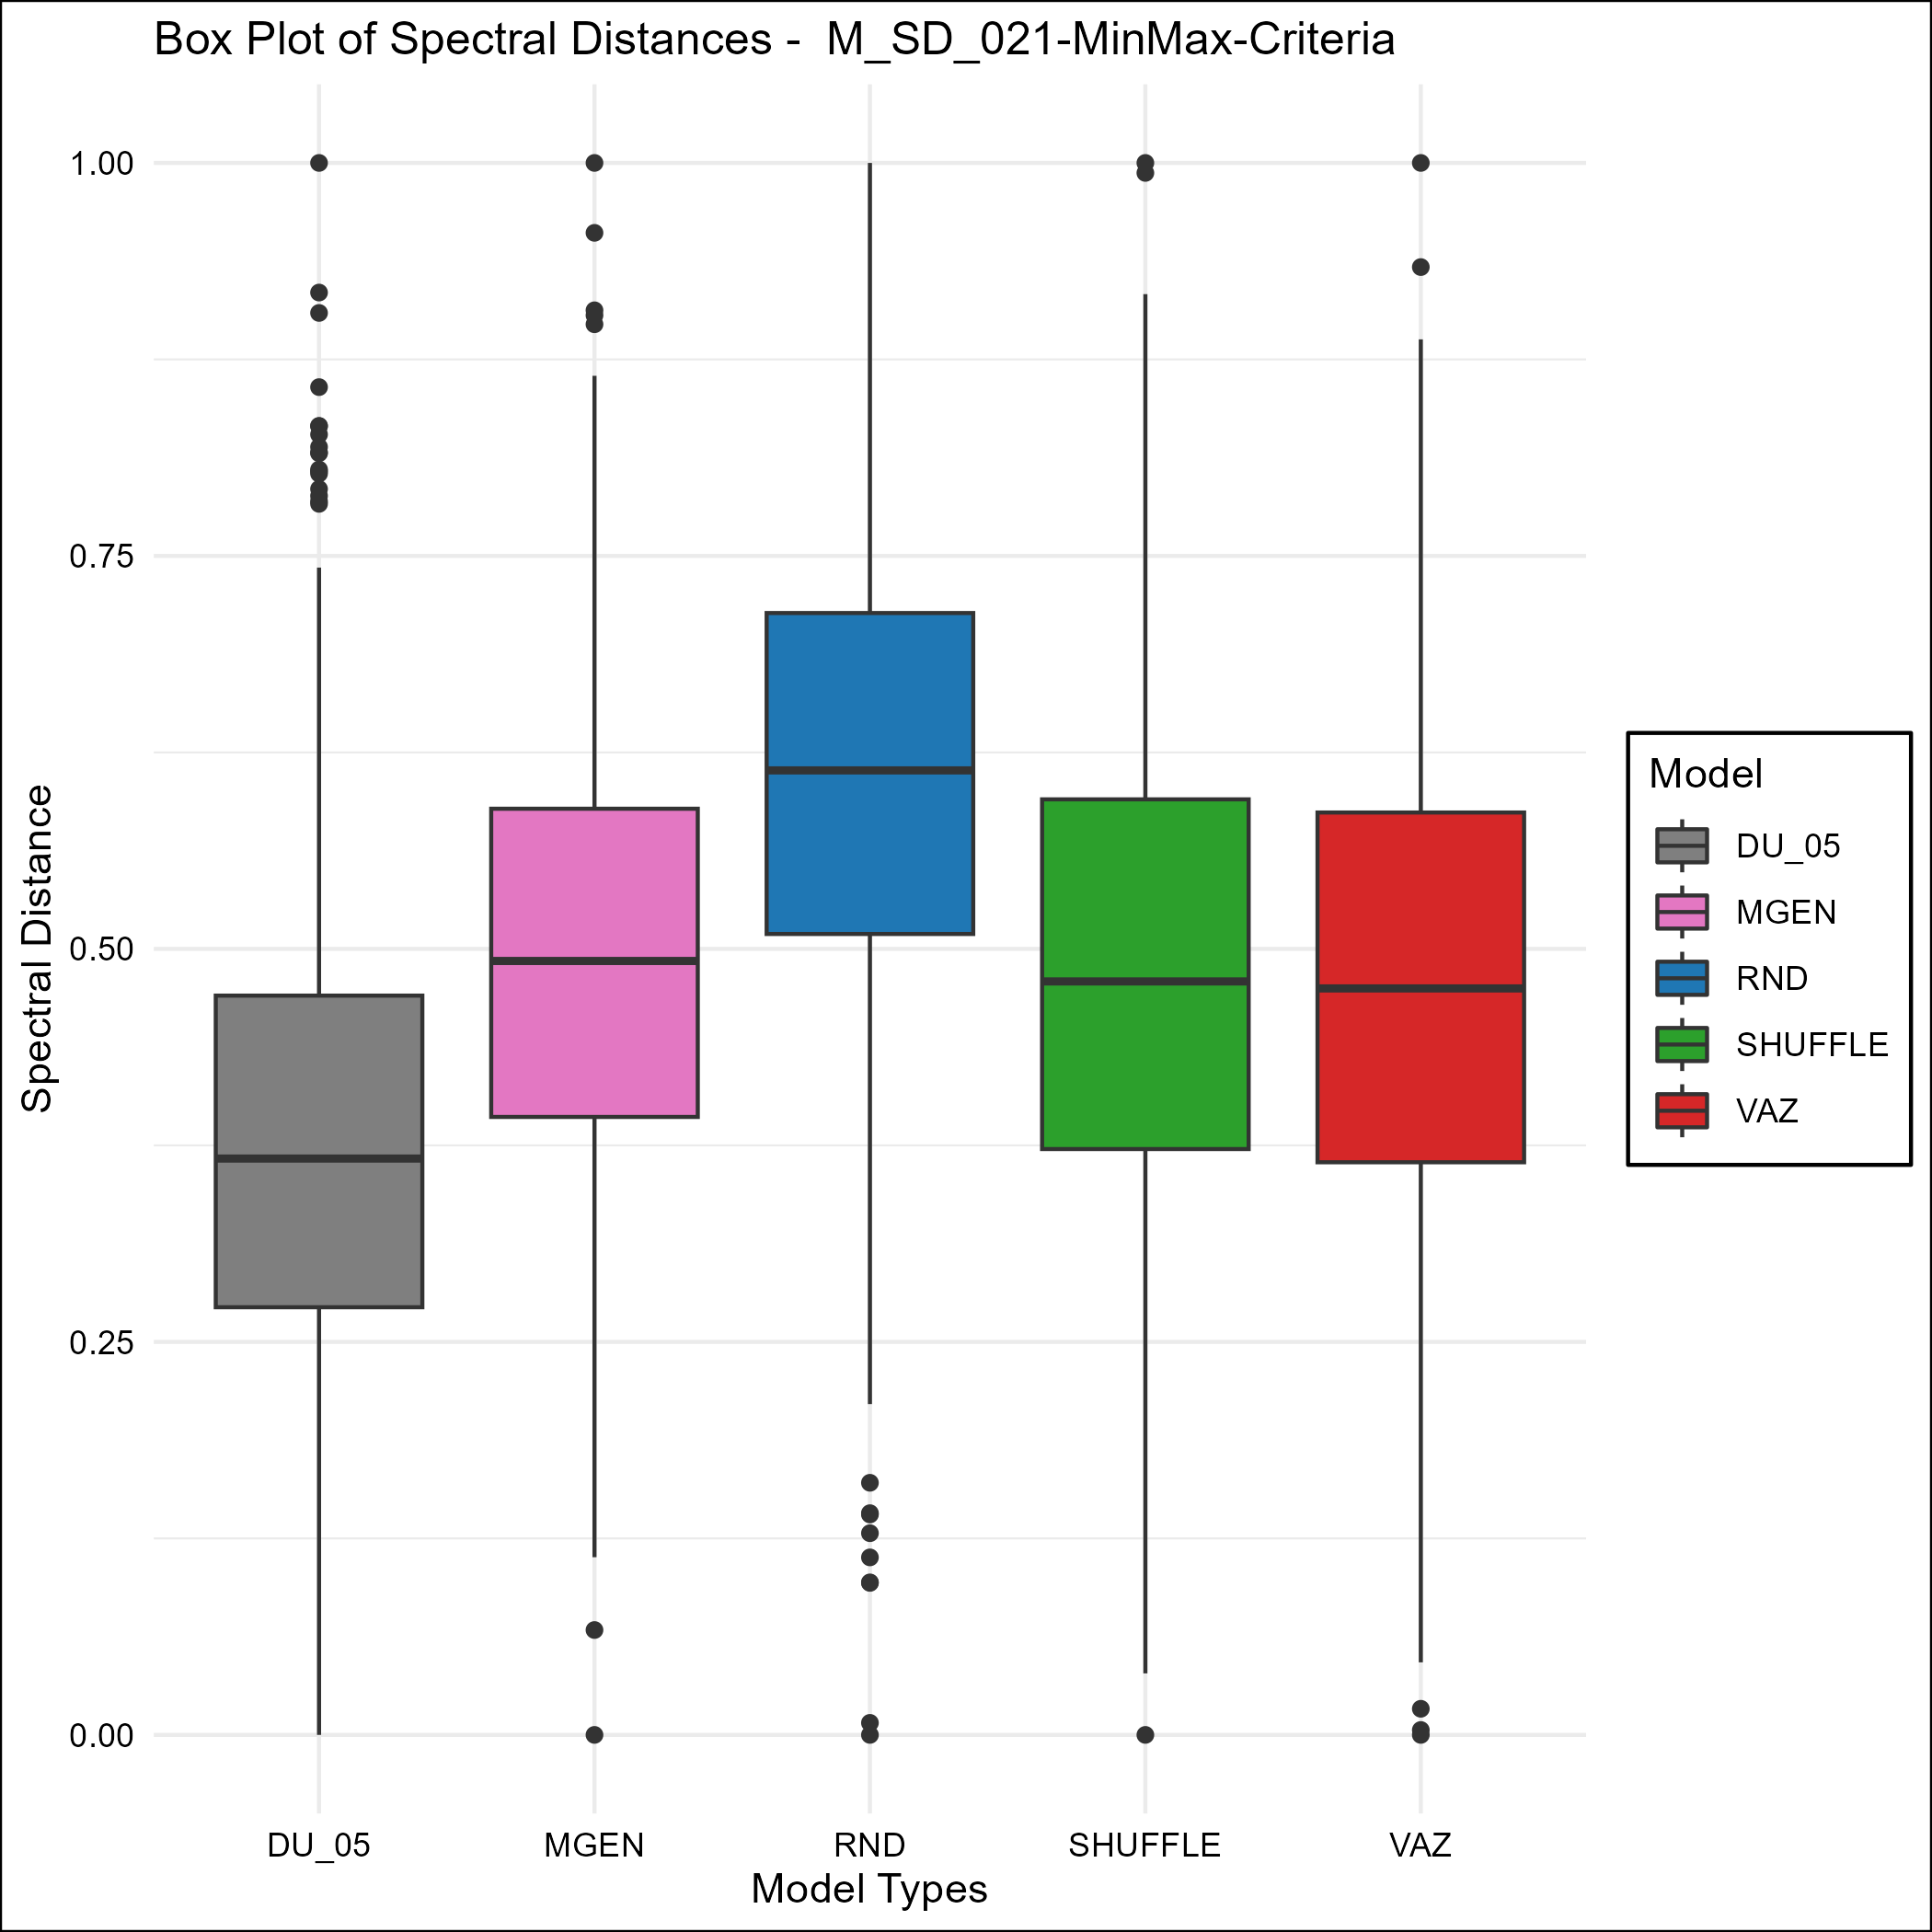 Box Plot of Spectral Distances -  M_SD_021-MinMax-Criteria
Spectral Distance
1.00
0.75
0.50
0.25
0.00
DU_05
MGEN
RND
SHUFFLE
VAZ
Model Types
Model
DU_05
MGEN
RND
SHUFFLE
VAZ